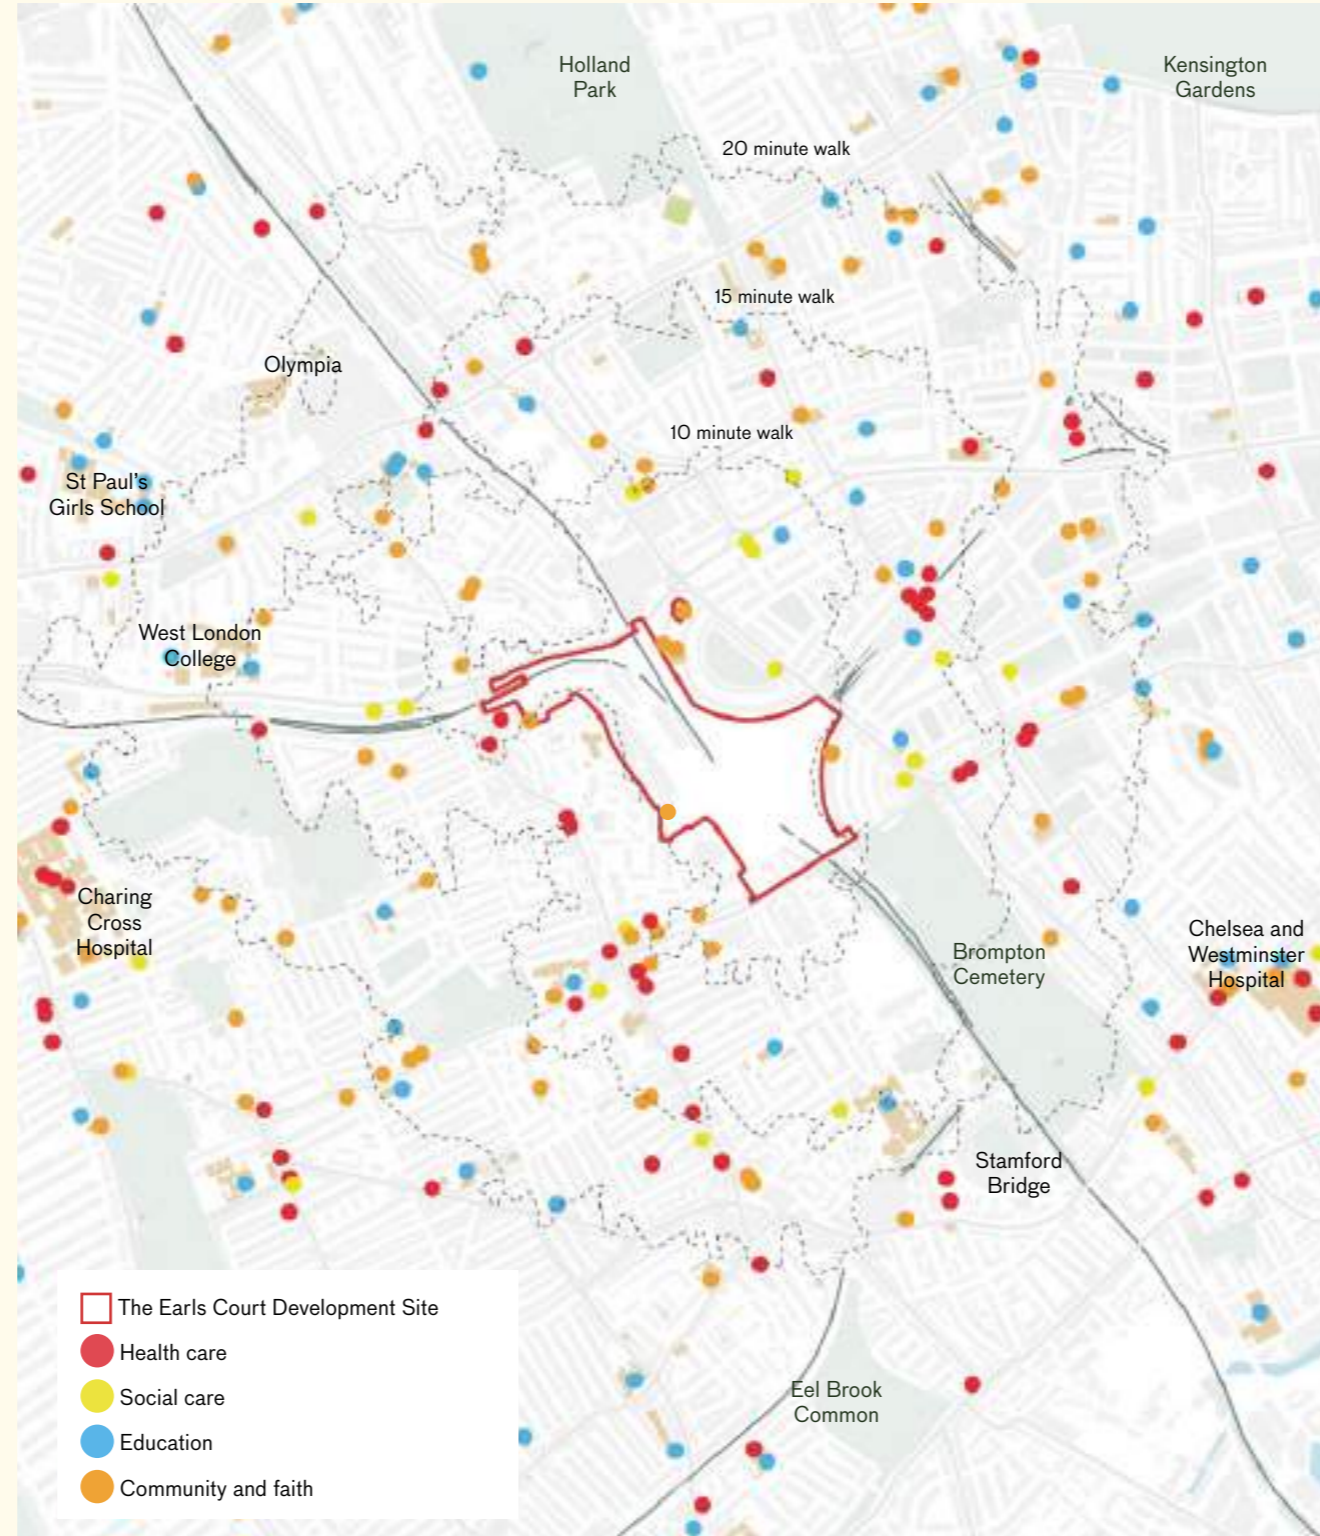 Holland
Park
Kensington
Gardens
20 minute walk
15 minute walk
Olympia
10 minute walk
St Paul's
Girls School
West London
College
Charing
Cross
Hospital
Chelsea and
Westminster
Hospital
Brompton
Cemetery
Stamford
Bridge
Eel Brook
Common
The Earls Court Development Site
Health care
Social care
Education
Community and faith